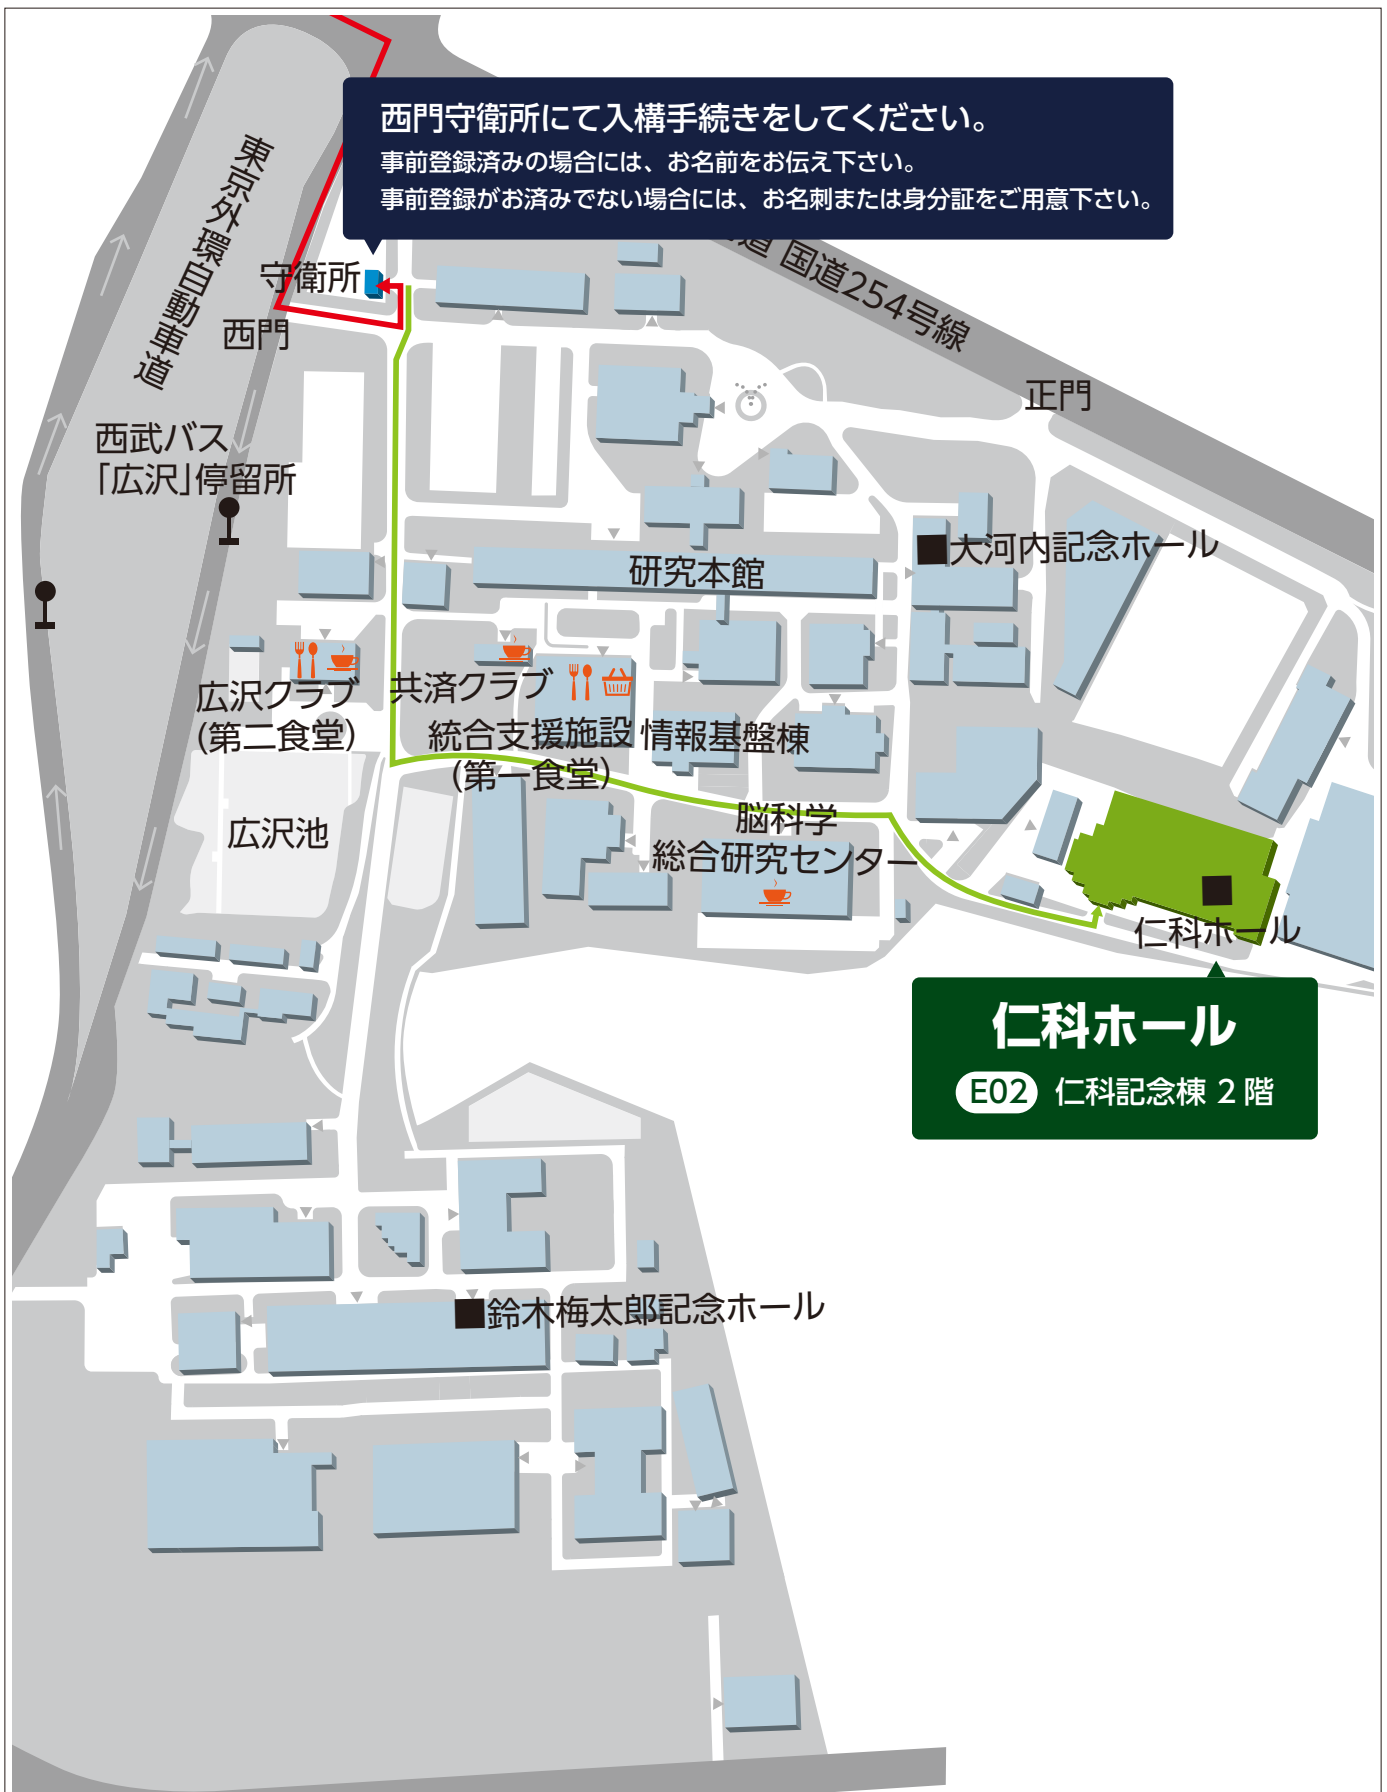 西門守衛所にて入構手続きをしてください。
事前登録済みの場合には、お名前をお伝え下さい。
事前登録がお済みでない場合には、お名刺または身分証をご用意下さい。
東京外環自動車道
道 国道254号線
守衛所
西門
正門
西武バス
「広沢」停留所
大河内記念ホール
研究本館
広沢クラブ
(第二食堂)
共済クラブ
統合支援施設
(第一食堂)
情報基盤棟
広沢池
脳科学
総合研究センター
仁科ホール
仁科ホール
E02 仁科記念棟 2階
鈴木梅太郎記念ホール